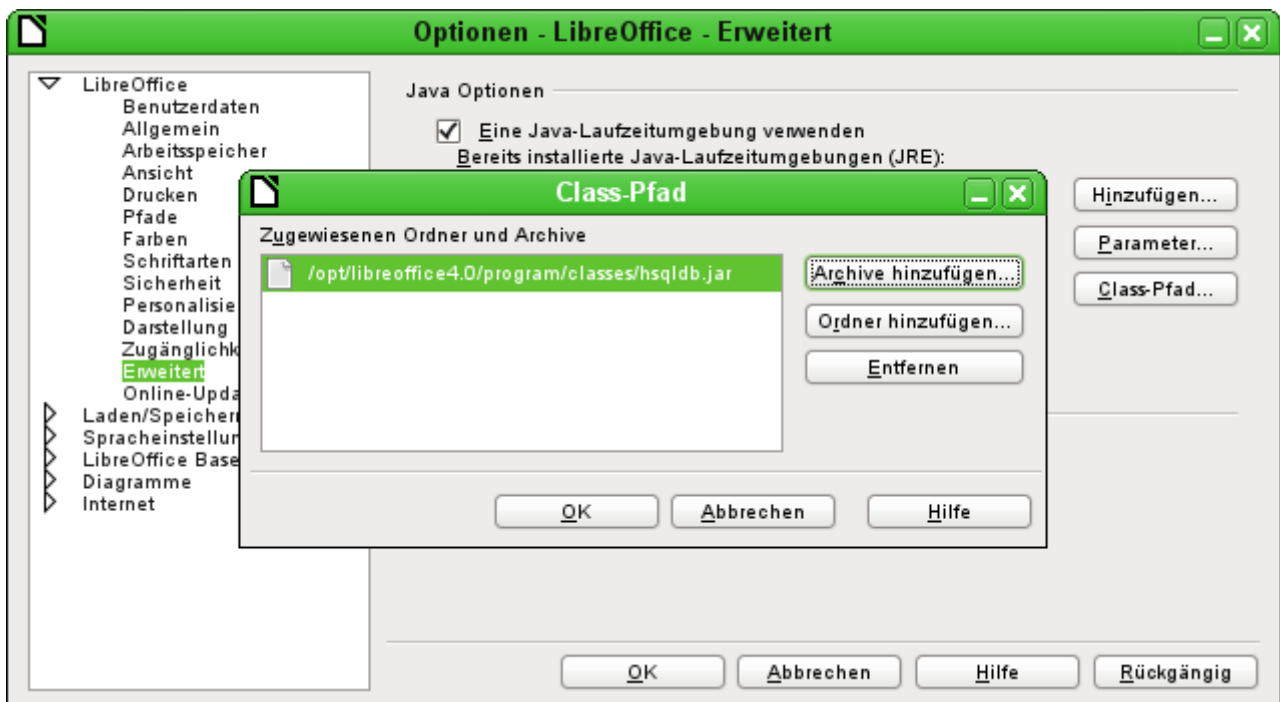 Optionen - LibreOffice - Erweitert
LibreOffice
Benutzerdaten
Allgemein
Arbeitsspeicher
Ansicht
Drucken
Pfade
Farben
Schriftarten
Sicherheit
Personalisie
Darstellung
Zugänglichk
Erweitert
Online-Upda
Laden/Speichern
Spracheinstellun
LibreOffice Base
Diagramme
Internet
Java Optionen
Eine Java-Laufzeitumgebung verwenden
Bereits installierte Java-Laufzeitumgebungen (JRE):
Hinzufügen...
Parameter...
Class-Pfad...
Class-Pfad
Zugewiesenen Ordner und Archive
/opt/libreoffice4.0/program/classes/hsqldb.jar
Archive hinzufügen...
Ordner hinzufügen...
Entfernen
OK
Abbrechen
Hilfe
OK
Abbrechen
Hilfe
Rückgängig